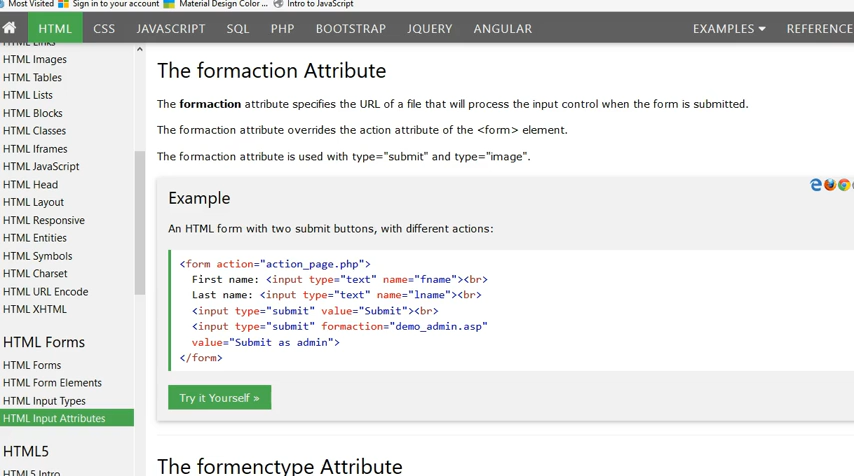 Most Visited Sign in to your account Material Design Color ... Intro to JavaScript
HTML CSS JAVASCRIPT SQL PHP BOOTSTRAP JQUERY ANGULAR EXAMPLES REFERENCE
HTML Links
HTML Images
HTML Tables
HTML Lists
HTML Blocks
HTML Classes
HTML Iframes
HTML JavaScript
HTML Head
HTML Layout
HTML Responsive
HTML Entities
HTML Symbols
HTML Charset
HTML URL Encode
HTML XHTML
HTML Forms
HTML Forms
HTML Form Elements
HTML Input Types
HTML Input Attributes
HTML5
HTML5 Intro
The formaction Attribute
The formaction attribute specifies the URL of a file that will process the input control when the form is submitted.
The formaction attribute overrides the action attribute of the <form> element.
The formaction attribute is used with type="submit" and type="image".
Example
An HTML form with two submit buttons, with different actions:
<form action="action_page.php">
First name: <input type="text" name="fname"><br>
Last name: <input type="text" name="lname"><br>
<input type="submit" value="Submit"><br>
<input type="submit" formaction="demo_admin.asp"
value="Submit as admin">
</form>
Try it Yourself »
The formenctype Attribute